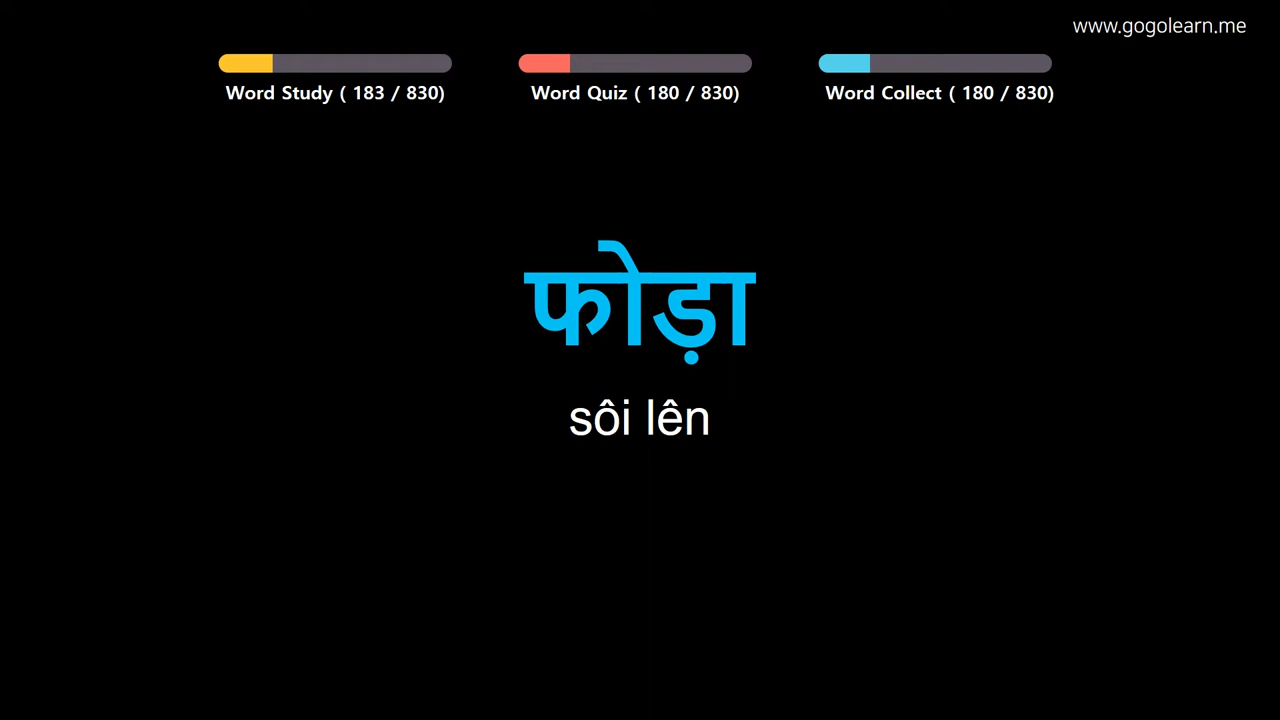 www.gogolearn.me
Word Study ( 183 / 830)
Word Quiz ( 180 / 830)
Word Collect ( 180 / 830)
फोड़ा
sôi lên